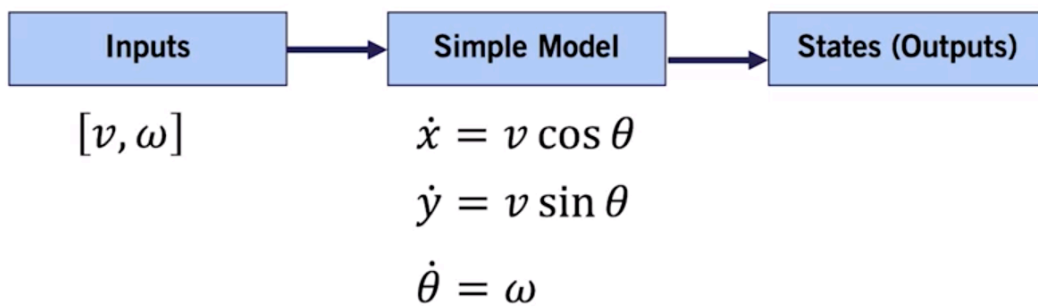 Inputs
Simple Model
States (Outputs)
[v, ω]
ẋ = v cos θ
ẏ = v sin θ
θ̇ = ω